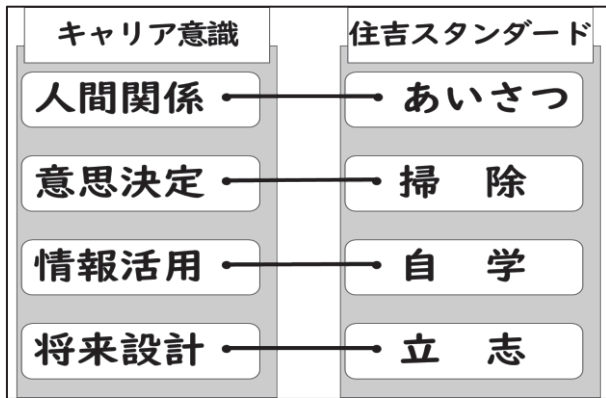 キャリア意識 住吉スタンダード
人間関係 あいさつ
意思決定 掃 除
情報活用 自 学
将来設計 立 志